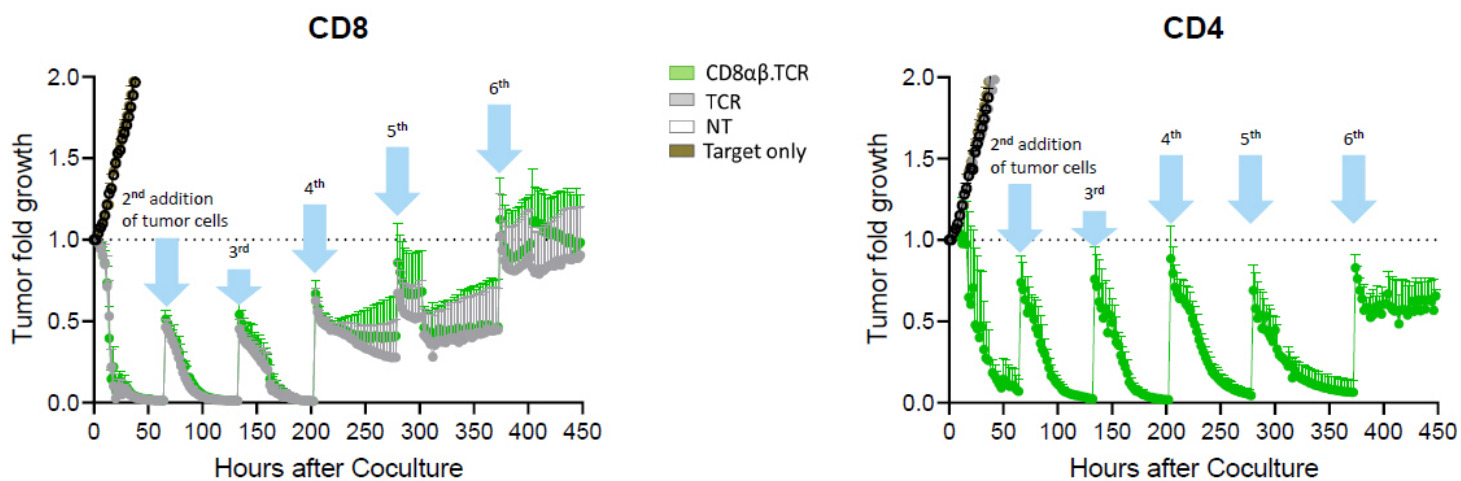 CD8
2.0
1.5
1.0
0.5
0.0
Tumor fold growth
2nd addition
of tumor cells
3rd
4th
5th
6th
0 50 100 150 200 250 300 350 400 450
Hours after Coculture
CD8αβ.TCR
TCR
NT
Target only
CD4
2.0
1.5
1.0
0.5
0.0
Tumor fold growth
2nd addition
of tumor cells
3rd
4th
5th
6th
0 50 100 150 200 250 300 350 400 450
Hours after Coculture